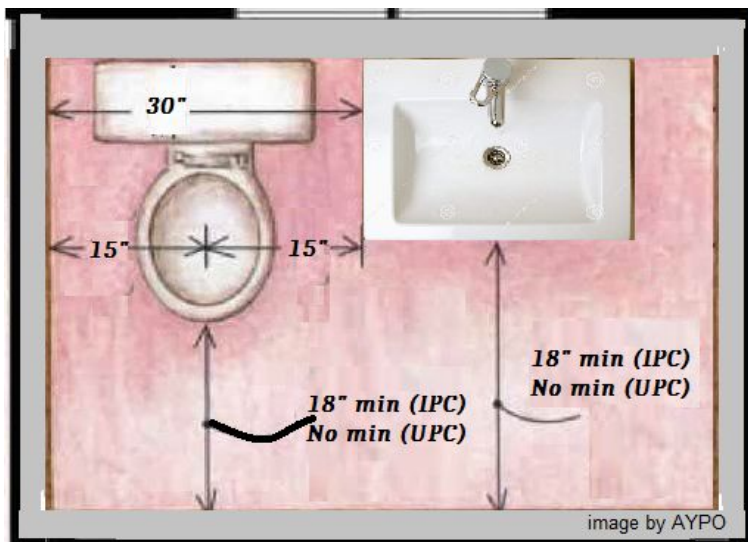 30"
15"
15"
18" min (IPC)
No min (UPC)
18" min (IPC)
No min (UPC)
image by AYPO